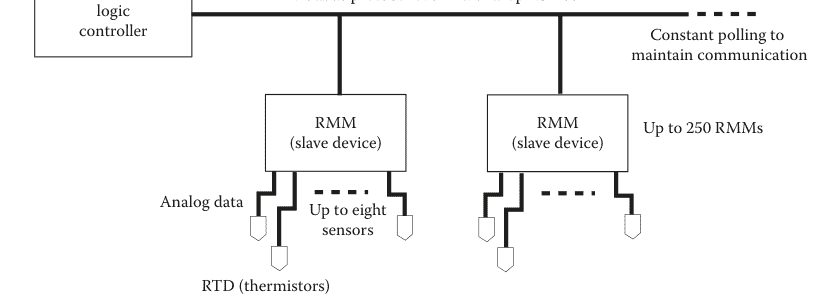 logic
controller
Constant polling to
maintain communication
RMM
(slave device)
RMM
(slave device)
Up to 250 RMMs
Analog data
Up to eight
sensors
RTD (thermistors)